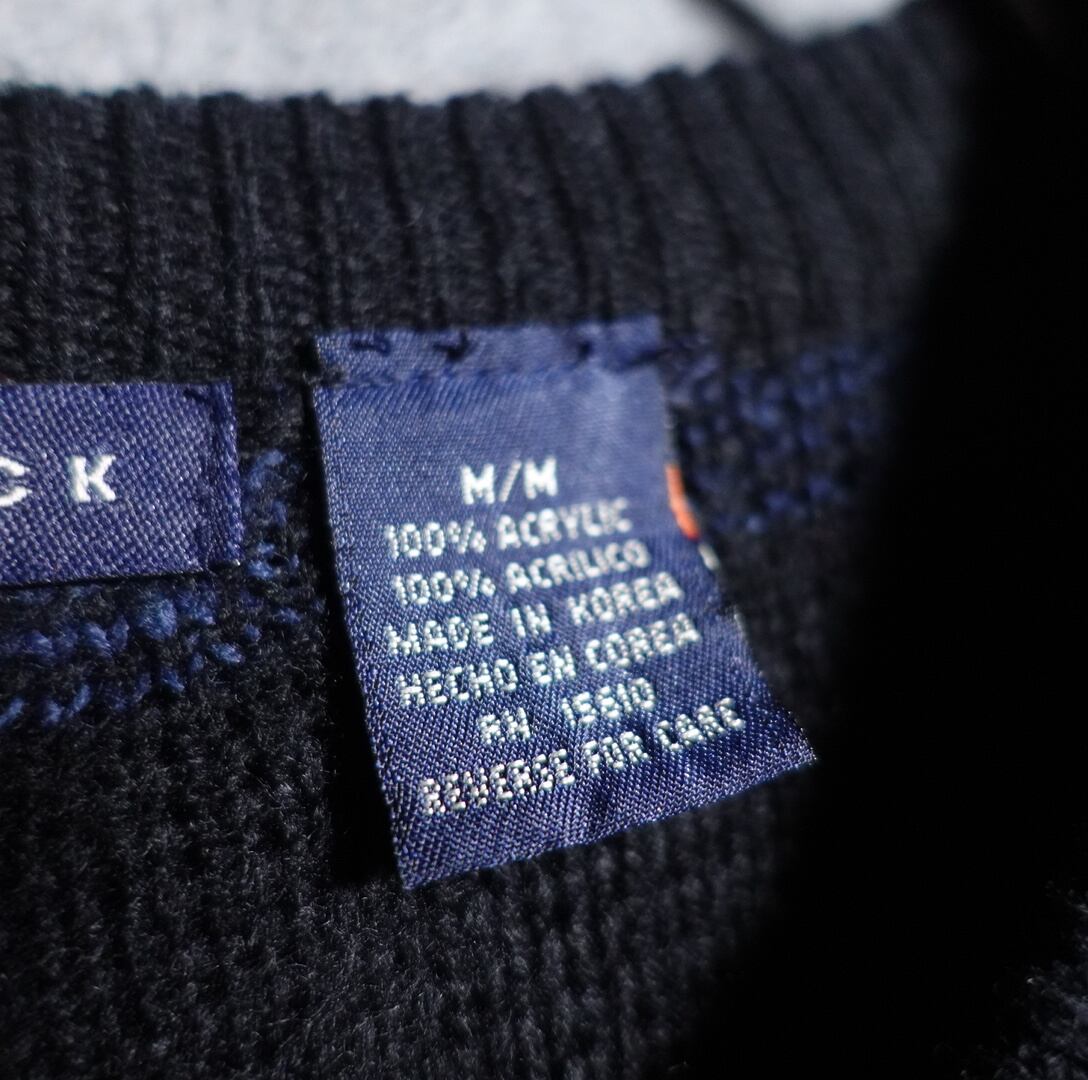 CK
M/M
100% ACRYLIC
100% ACRILICO
MADE IN KOREA
HECHO EN COREA
RN 15610
REVERSE FOR CARE